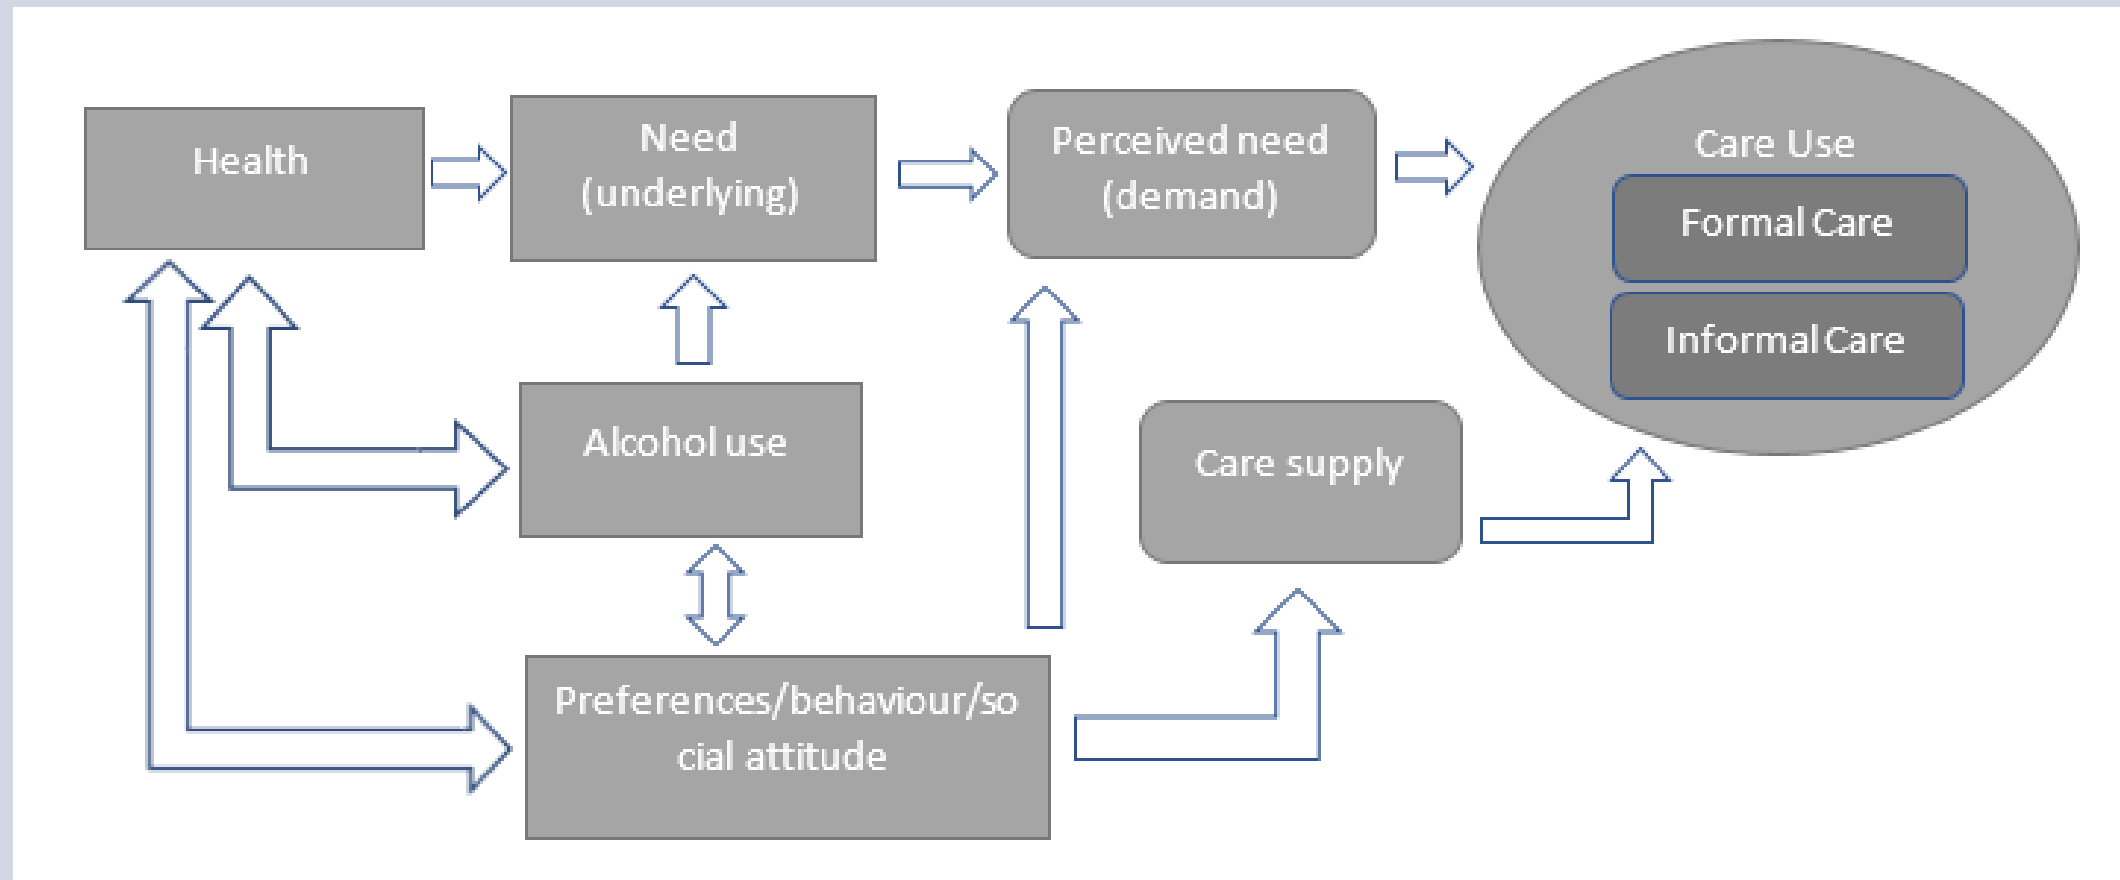 Health
Need
(underlying)
Perceived need
(demand)
Care Use
Formal Care
Informal Care
Alcohol use
Care supply
Preferences/behaviour/so
cial attitude